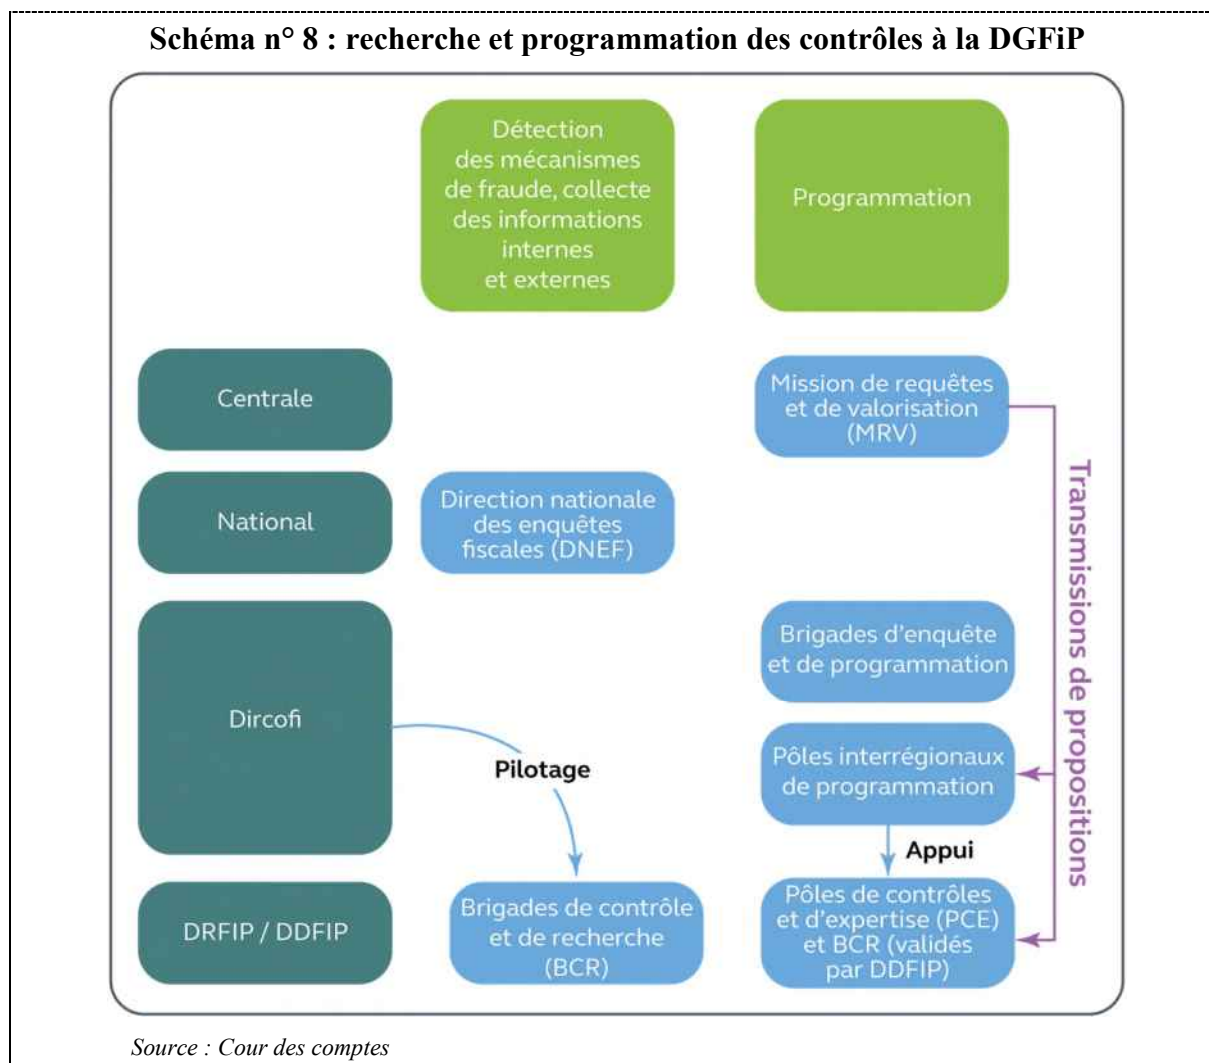 Schéma n° 8 : recherche et programmation des contrôles à la DGFiP
Détection
des mécanismes
de fraude, collecte
des informations
internes
et externes
Programmation
Centrale
Mission de requêtes
et de valorisation
(MRV)
National
Direction nationale
des enquêtes
fiscales (DNEF)
Dircofi
Pilotage
Brigades d'enquête
et de programmation
Pôles interrégionaux
de programmation
Appui
Transmissions de propositions
DRFIP / DDFIP
Brigades de contrôle
et de recherche
(BCR)
Pôles de contrôles
et d'expertise (PCE)
et BCR (validés
par DDFIP)
Source : Cour des comptes